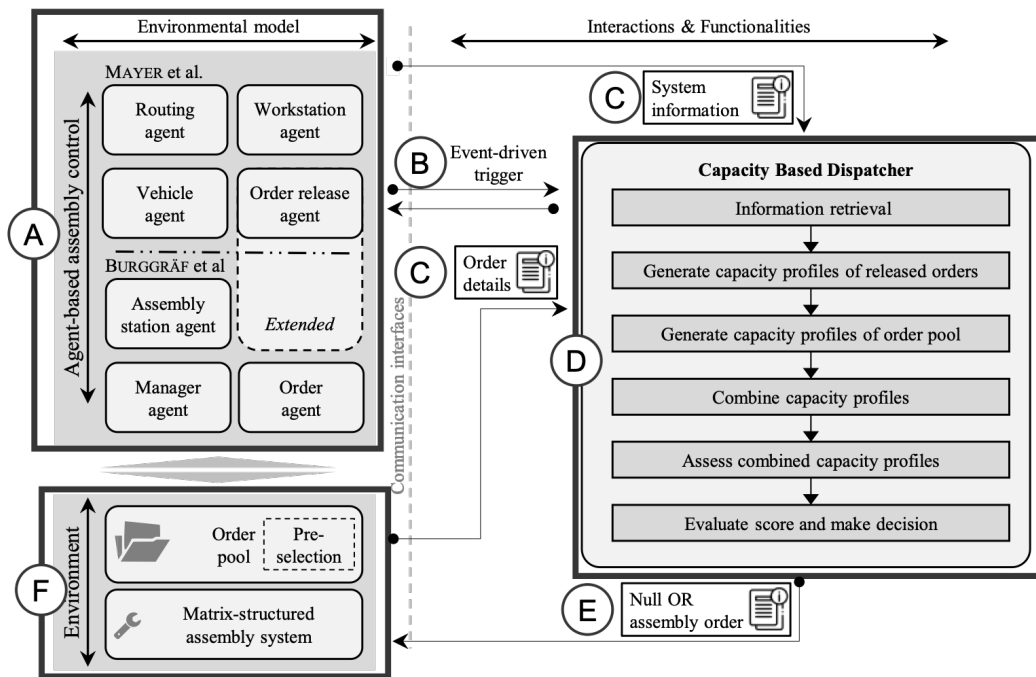 Environmental model
Interactions & Functionalities
MAYER et al.
Routing
agent
Workstation
agent
Vehicle
agent
Order release
agent
BURGGRÄF et al
Assembly
station agent
Extended
Manager
agent
Order
agent
Agent-based assembly control
A
Communication interfaces
B
Event-driven
trigger
C
System
information
C
Order
details
Capacity Based Dispatcher
Information retrieval
Generate capacity profiles of released orders
Generate capacity profiles of order pool
Combine capacity profiles
Assess combined capacity profiles
Evaluate score and make decision
D
Environment
F
Order
pool
Pre-
selection
Matrix-structured
assembly system
E
Null OR
assembly order